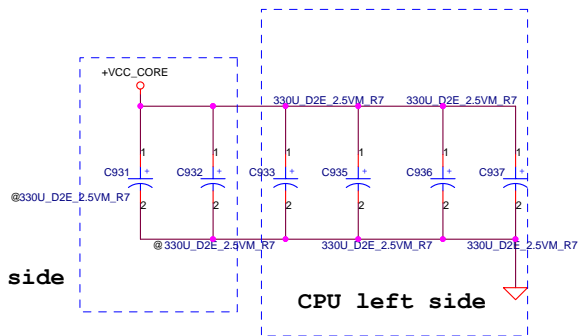 +VCC_CORE
330U_D2E_2.5VM_R7
330U_D2E_2.5VM_R7
1
1
1
1
1
1
C931
+
C932
+
C933
+
C935
+
C936
+
C937
+
@330U_D2E_2.5VM_R7
2
2
2
2
2
2
@330U_D2E_2.5VM_R7
330U_D2E_2.5VM_R7
330U_D2E_2.5VM_R7
side
CPU left side